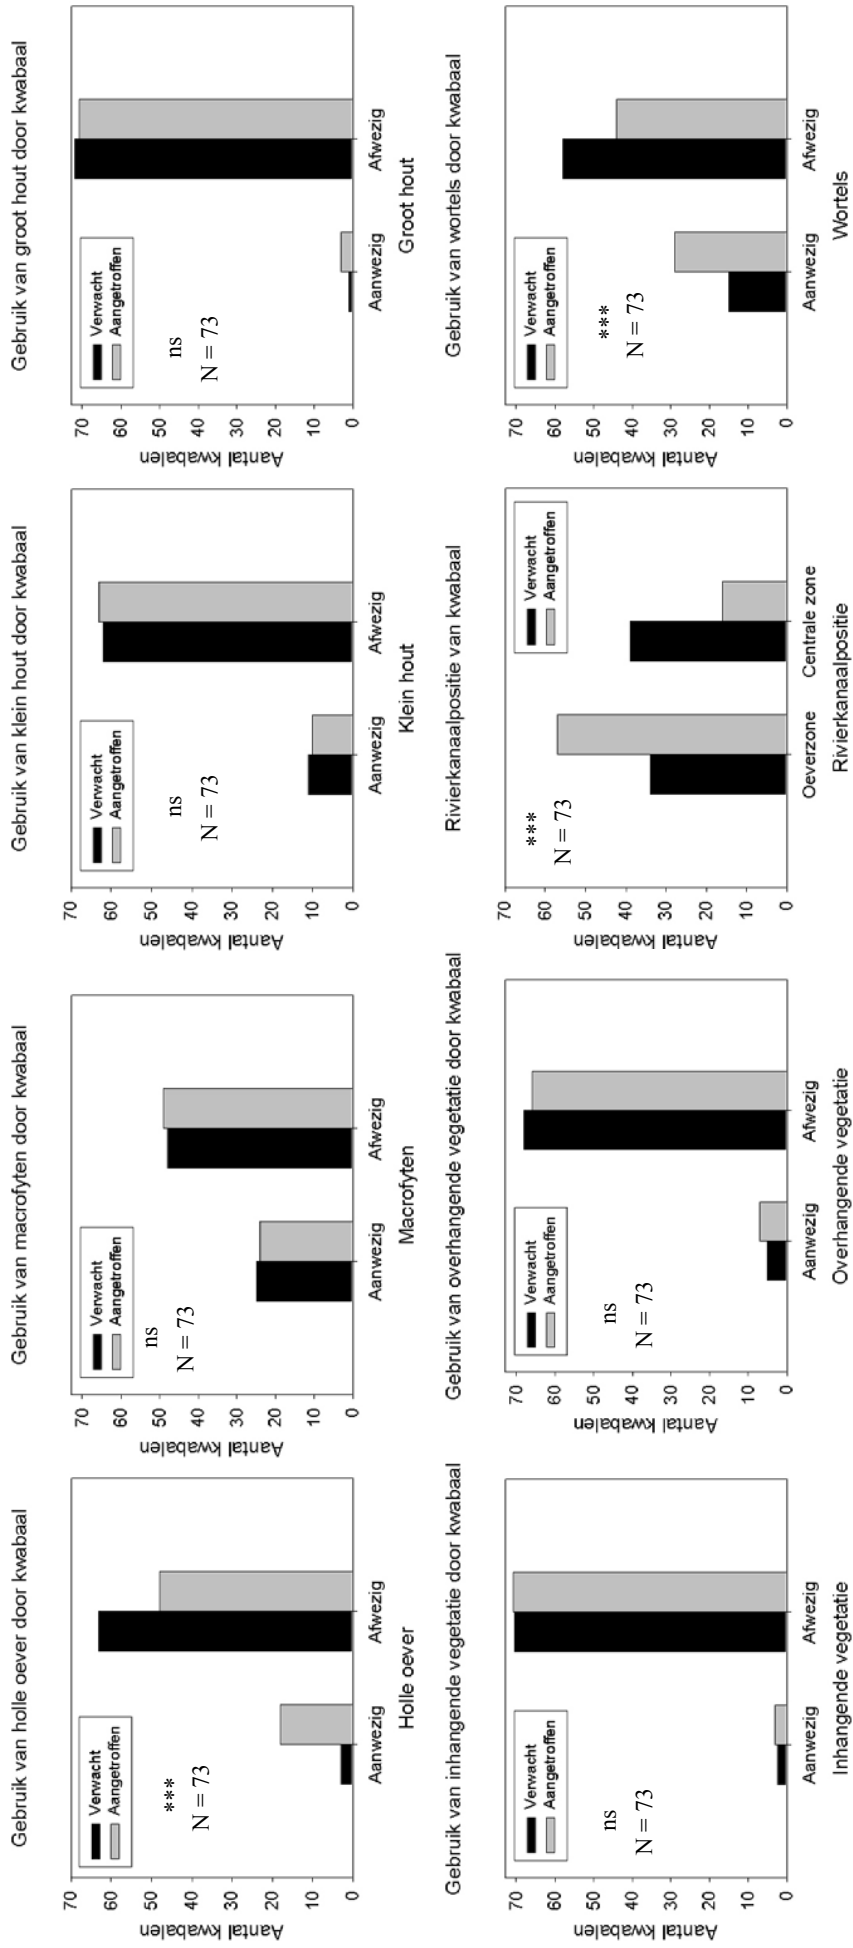 Gebruik van holle oever door kwabaal
Aantal kwabalen
70
60
50
40
30
20
10
0
Verwacht
Aangetroffen
***
N = 73
Aanwezig
Afwezig
Holle oever
Gebruik van macrofyten door kwabaal
Aantal kwabalen
70
60
50
40
30
20
10
0
Verwacht
Aangetroffen
ns
N = 73
Aanwezig
Afwezig
Macrofyten
Gebruik van klein hout door kwabaal
Aantal kwabalen
70
60
50
40
30
20
10
0
Verwacht
Aangetroffen
ns
N = 73
Aanwezig
Afwezig
Klein hout
Gebruik van groot hout door kwabaal
Aantal kwabalen
70
60
50
40
30
20
10
0
Verwacht
Aangetroffen
ns
N = 73
Aanwezig
Afwezig
Groot hout
Gebruik van inhangende vegetatie door kwabaal
Aantal kwabalen
70
60
50
40
30
20
10
0
Verwacht
Aangetroffen
ns
N = 73
Aanwezig
Afwezig
Inhangende vegetatie
Gebruik van overhangende vegetatie door kwabaal
Aantal kwabalen
70
60
50
40
30
20
10
0
Verwacht
Aangetroffen
ns
N = 73
Aanwezig
Afwezig
Overhangende vegetatie
Rivierkanaalpositie van kwabaal
Aantal kwabalen
70
60
50
40
30
20
10
0
Verwacht
Aangetroffen
***
N = 73
Oeverzone
Centrale zone
Rivierkanaalpositie
Gebruik van wortels door kwabaal
Aantal kwabalen
70
60
50
40
30
20
10
0
Verwacht
Aangetroffen
***
N = 73
Aanwezig
Afwezig
Wortels